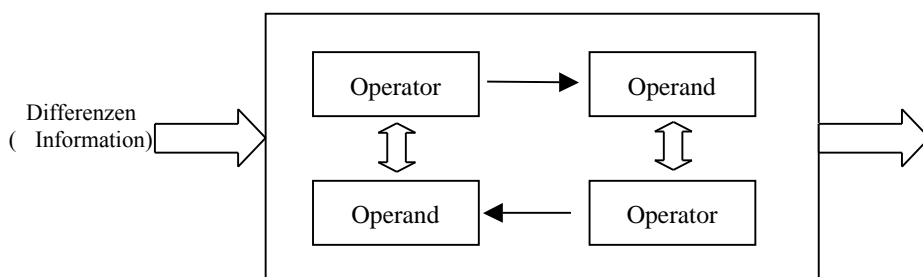 Operator
Operand
Differenzen
( Information)
Operand
Operator